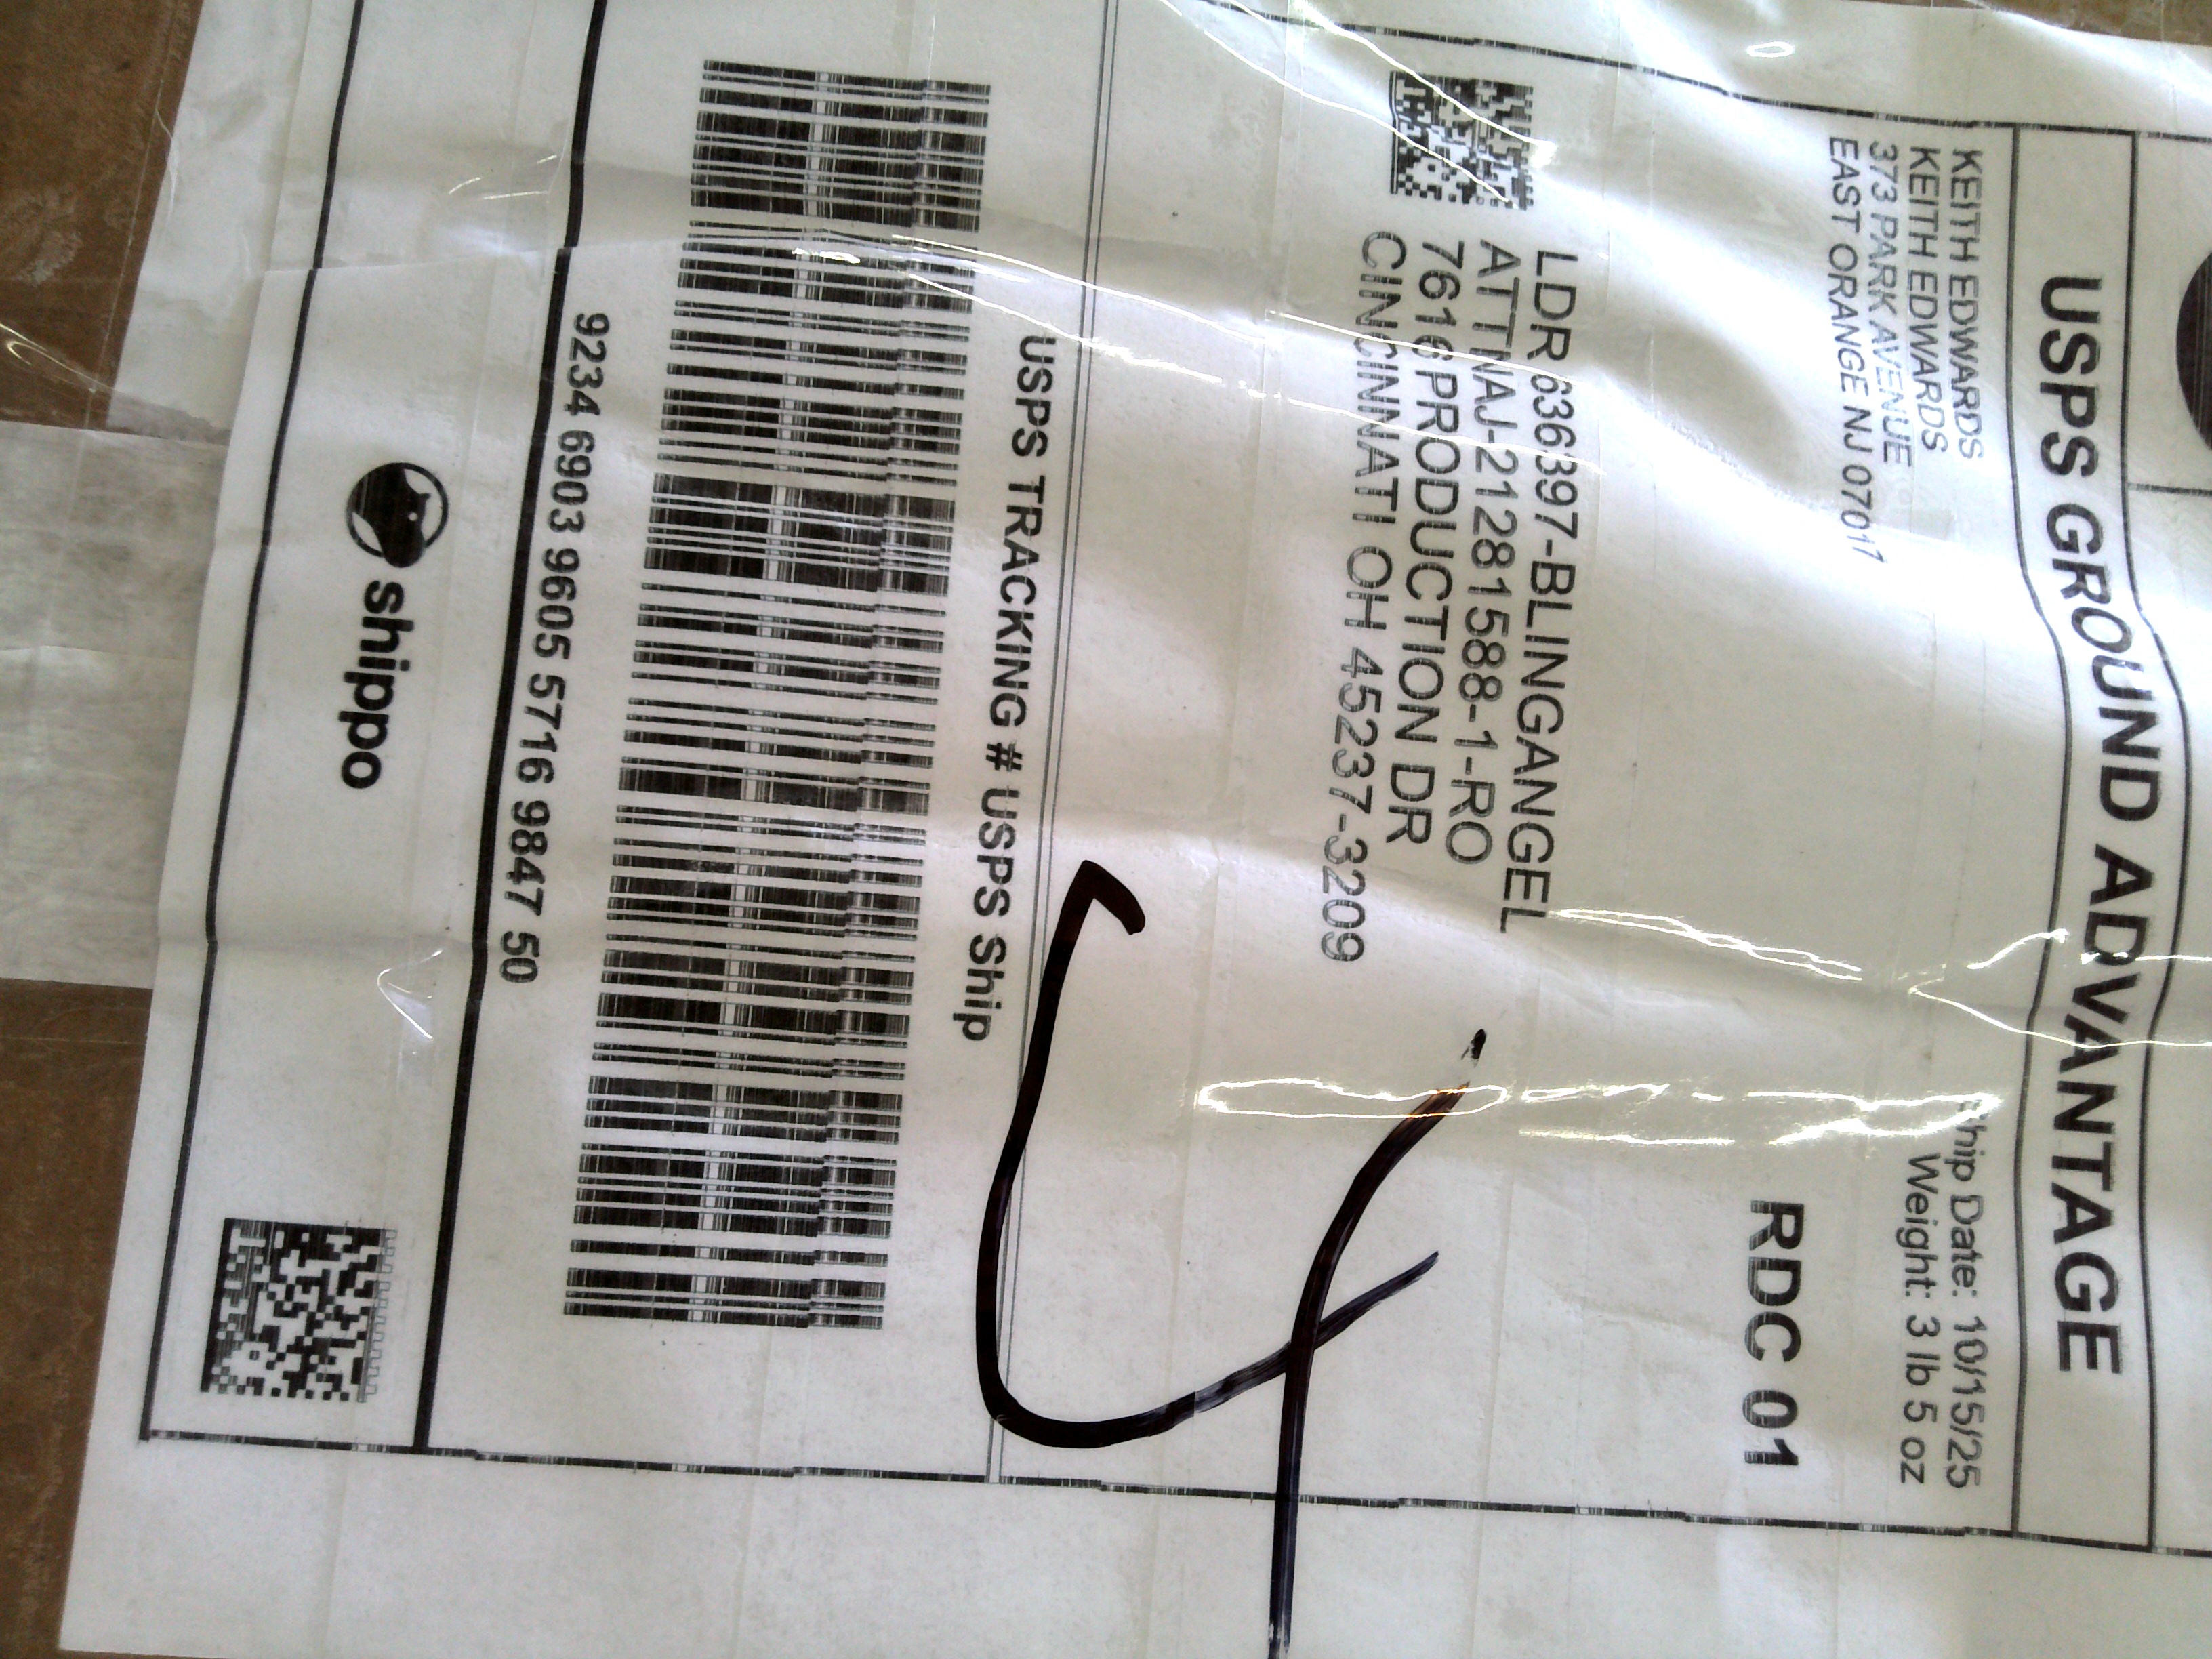 USPS GROUND ADVANTAGE
KEITH EDWARDS
KEITH EDWARDS
373 PARK AVENUE
EAST ORANGE NJ 07017
Ship Date: 10/15/25
Weight: 3 lb 5 oz
RDC 01
LDR 636397-BLINGANGEL
ATTNAJ-21281588-1-RO
7616 PRODUCTION DR
CINCINNATI OH 45237-3209
4
USPS TRACKING # USPS Ship
9234 6903 9605 5716 9847 50
shippo